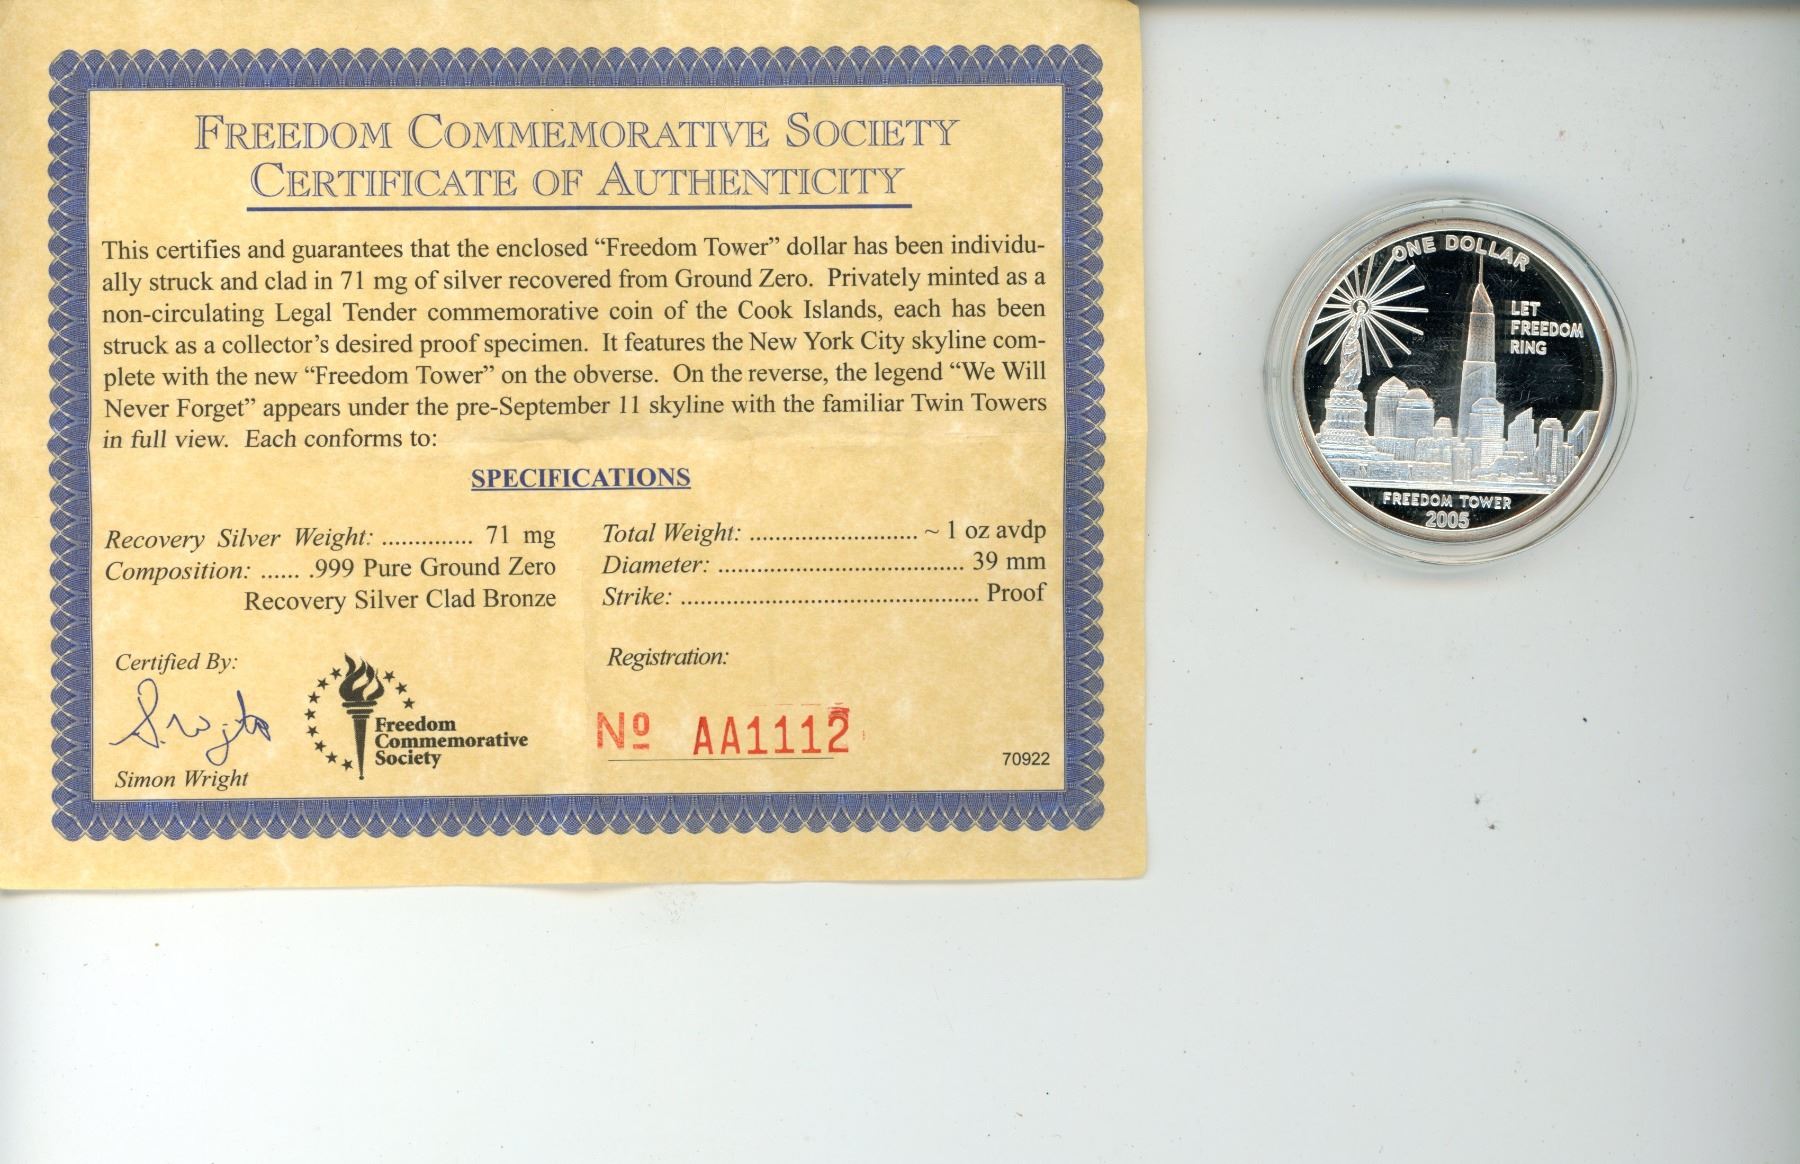 FREEDOM COMMEMORATIVE SOCIETY
CERTIFICATE OF AUTHENTICITY
This certifies and guarantees that the enclosed “Freedom Tower” dollar has been individu-
ally struck and clad in 71 mg of silver recovered from Ground Zero. Privately minted as a
non-circulating Legal Tender commemorative coin of the Cook Islands, each has been
struck as a collector’s desired proof specimen. It features the New York City skyline com-
plete with the new “Freedom Tower” on the obverse. On the reverse, the legend “We Will
Never Forget” appears under the pre-September 11 skyline with the familiar Twin Towers
in full view. Each conforms to:
SPECIFICATIONS
Recovery Silver Weight: .............. 71 mg
Composition: ...... .999 Pure Ground Zero
Recovery Silver Clad Bronze
Total Weight: .......................... ~ 1 oz avdp
Diameter: ...................................... 39 mm
Strike: .............................................. Proof
Certified By:
S. Wright
Simon Wright
Freedom
Commemorative
Society
Registration:
Nº AA1112
70922
ONE DOLLAR
LET
FREEDOM
RING
FREEDOM TOWER
2005